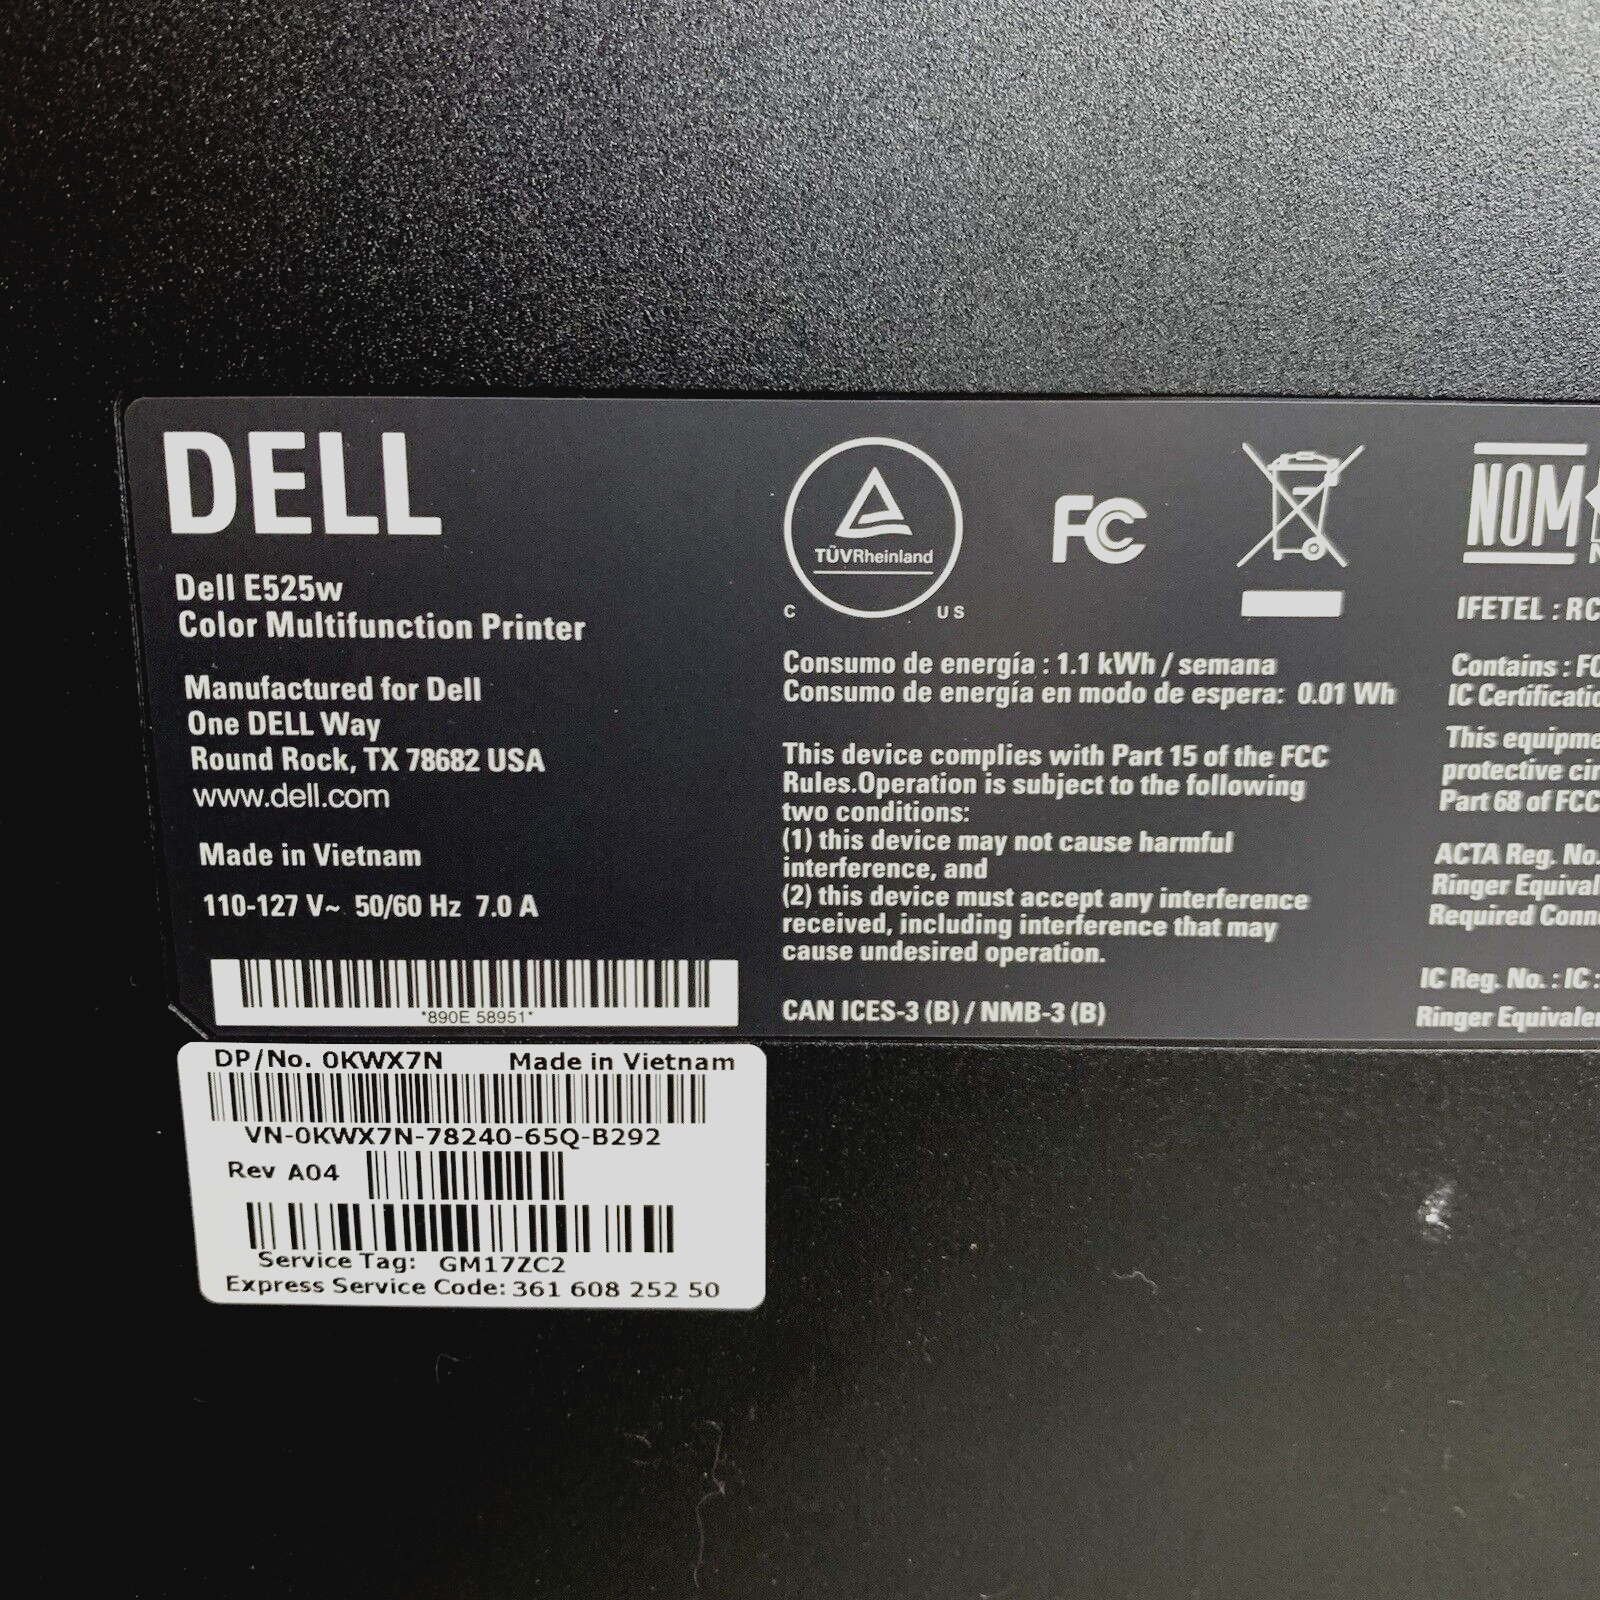 DELL
Dell E525w
Color Multifunction Printer
Manufactured for Dell
One DELL Way
Round Rock, TX 78682 USA
www.dell.com
Made in Vietnam
110-127 V~ 50/60 Hz 7.0 A
*890E 58951*
TÜVRheinland
C US
FC
NOM
Consumo de energía : 1.1 kWh / semana
Consumo de energía en modo de espera: 0.01 Wh
This device complies with Part 15 of the FCC
Rules.Operation is subject to the following
two conditions:
(1) this device may not cause harmful
interference, and
(2) this device must accept any interference
received, including interference that may
cause undesired operation.
CAN ICES-3 (B) / NMB-3 (B)
IFETEL : RC
Contains : FC
IC Certificatio
This equipme
protective cir
Part 68 of FCC
ACTA Reg. No.
Ringer Equival
Required Conne
IC Reg. No. : IC :
Ringer Equivaler
DP/No. 0KWX7N Made in Vietnam
VN-0KWX7N-78240-65Q-B292
Rev A04
Service Tag: GM17ZC2
Express Service Code: 361 608 252 50